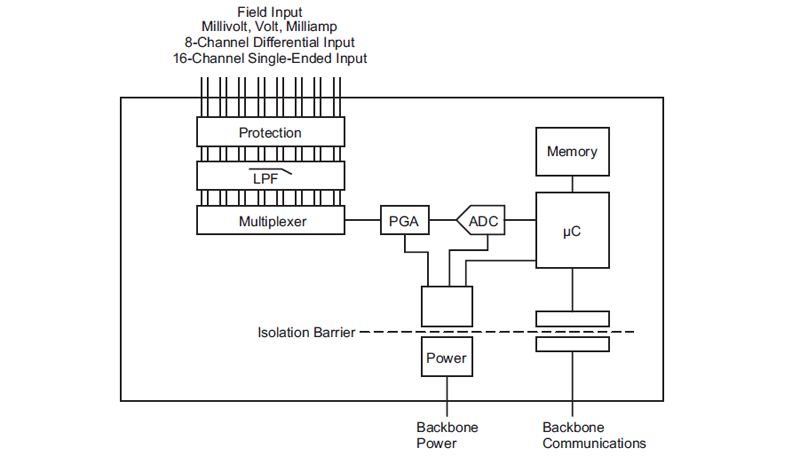 Field Input
Millivolt, Volt, Milliamp
8-Channel Differential Input
16-Channel Single-Ended Input
Protection
LPF
Multiplexer
PGA
ADC
Memory
µC
Isolation Barrier
Power
Backbone
Power
Backbone
Communications